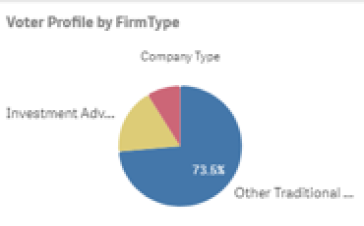 Voter Profile by FirmType
Company Type
Investment Adv...
73.5%
Other Traditional ...